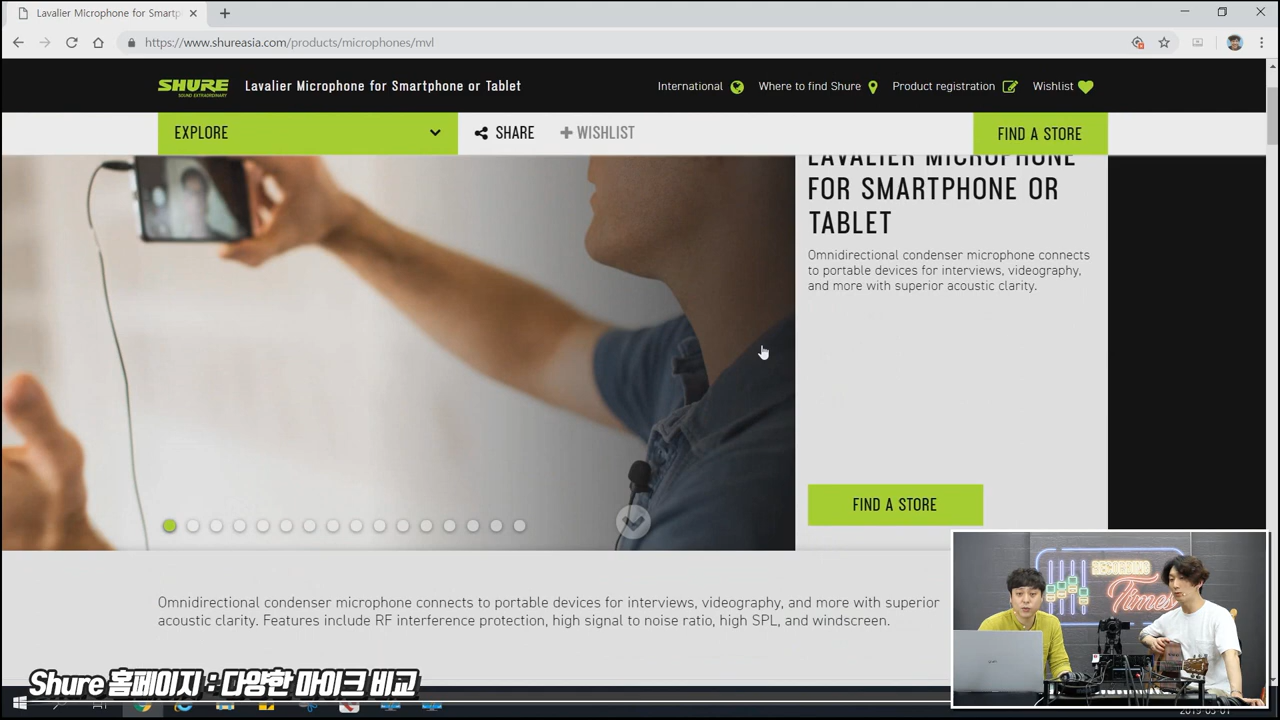 Lavalier MIcrophone for Smartp
https://www.shureasia.com/products/microphones/mvl
SHURE
SOUND EXTRAORDINARY
Lavalier Microphone for Smartphone or Tablet
International
Where to find Shure
Product registration
Wishlist
EXPLORE
SHARE
WISHLIST
FIND A STORE
LAVALIER MICROPHONE
FOR SMARTPHONE OR
TABLET
Omnidirectional condenser microphone connects
to portable devices for interviews, videography,
and more with superior acoustic clarity.
FIND A STORE
Omnidirectional condenser microphone connects to portable devices for interviews, videography, and more with superior
acoustic clarity. Features include RF interference protection, high signal to noise ratio, high SPL, and windscreen.
RECORDING
Times
Shure 홈페이지 : 다양한 마이크 비교